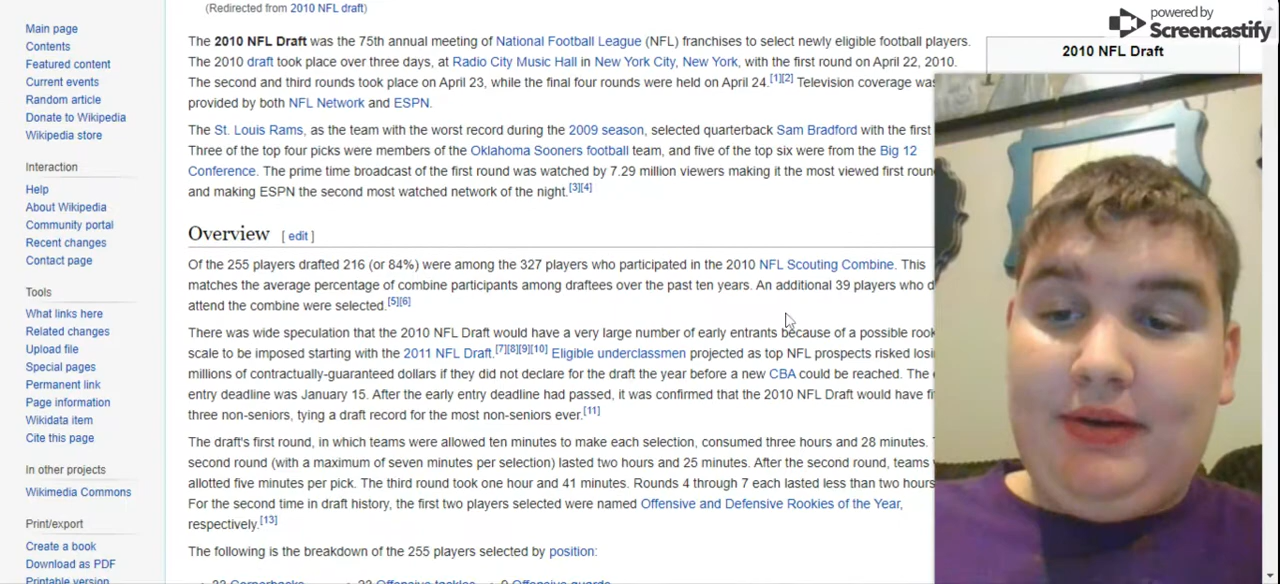 (Redirected from 2010 NFL draft)
powered by
Screencastify
2010 NFL Draft
Main page
Contents
Featured content
Current events
Random article
Donate to Wikipedia
Wikipedia store
Interaction
Help
About Wikipedia
Community portal
Recent changes
Contact page
Tools
What links here
Related changes
Upload file
Special pages
Permanent link
Page information
Wikidata item
Cite this page
In other projects
Wikimedia Commons
Print/export
Create a book
Download as PDF
Printable version
The 2010 NFL Draft was the 75th annual meeting of National Football League (NFL) franchises to select newly eligible football players.
The 2010 draft took place over three days, at Radio City Music Hall in New York City, New York, with the first round on April 22, 2010.
The second and third rounds took place on April 23, while the final four rounds were held on April 24.[1][2] Television coverage was
provided by both NFL Network and ESPN.
The St. Louis Rams, as the team with the worst record during the 2009 season, selected quarterback Sam Bradford with the first
Three of the top four picks were members of the Oklahoma Sooners football team, and five of the top six were from the Big 12
Conference. The prime time broadcast of the first round was watched by 7.29 million viewers making it the most viewed first roun
and making ESPN the second most watched network of the night.[3][4]
Overview [ edit ]
Of the 255 players drafted 216 (or 84%) were among the 327 players who participated in the 2010 NFL Scouting Combine. This
matches the average percentage of combine participants among draftees over the past ten years. An additional 39 players who d
attend the combine were selected.[5][6]
There was wide speculation that the 2010 NFL Draft would have a very large number of early entrants because of a possible rook
scale to be imposed starting with the 2011 NFL Draft.[7][8][9][10] Eligible underclassmen projected as top NFL prospects risked losi
millions of contractually-guaranteed dollars if they did not declare for the draft the year before a new CBA could be reached. The e
entry deadline was January 15. After the early entry deadline had passed, it was confirmed that the 2010 NFL Draft would have fi
three non-seniors, tying a draft record for the most non-seniors ever.[11]
The draft's first round, in which teams were allowed ten minutes to make each selection, consumed three hours and 28 minutes.
second round (with a maximum of seven minutes per selection) lasted two hours and 25 minutes. After the second round, teams
allotted five minutes per pick. The third round took one hour and 41 minutes. Rounds 4 through 7 each lasted less than two hours
For the second time in draft history, the first two players selected were named Offensive and Defensive Rookies of the Year,
respectively.[13]
The following is the breakdown of the 255 players selected by position:
Cornerbacks Offensive tackles 9 Offensive guards